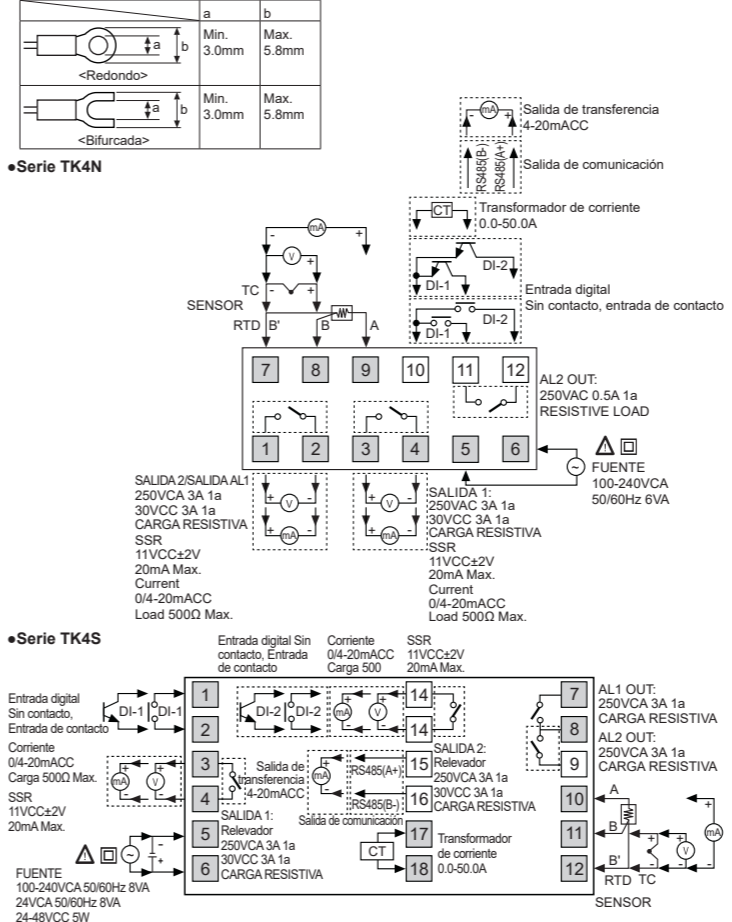 a b
a
b
Min.
3.0mm
Max.
5.8mm
<Redondo>
a
b
Min.
3.0mm
Max.
5.8mm
<Bifurcada>
●Serie TK4N
mA
- +
Salida de transferencia
4-20mACC
RS485(B-)
RS485(A+)
Salida de comunicación
CT
Transformador de corriente
0.0-50.0A
DI-2
DI-1
Entrada digital
Sin contacto, entrada de contacto
DI-2
DI-1
mA
- +
V
- +
TC - +
SENSOR
RTD B' B A
7 8 9 10 11 12
AL2 OUT:
250VAC 0.5A 1a
RESISTIVE LOAD
1 2 3 4 5 6
FUENTE
100-240VCA
50/60Hz 6VA
SALIDA 2/SALIDA AL1
250VCA 3A 1a
30VCC 3A 1a
CARGA RESISTIVA
SSR
11VCC±2V
20mA Max.
Current
0/4-20mACC
Load 500Ω Max.
+ V -
+ mA -
+ V -
+ mA -
SALIDA 1:
250VAC 3A 1a
30VCC 3A 1a
CARGA RESISTIVA
SSR
11VCC±2V
20mA Max.
Current
0/4-20mACC
Load 500Ω Max.
●Serie TK4S
Entrada digital Sin
contacto, Entrada
de contacto
Corriente
0/4-20mACC
Carga 500
SSR
11VCC±2V
20mA Max.
Entrada digital
Sin contacto,
Entrada de contacto
DI-1 DI-1
1
2
DI-2 DI-2
+ +
mA V
- -
14
14
7
8
9
AL1 OUT:
250VCA 3A 1a
CARGA RESISTIVA
AL2 OUT:
250VCA 3A 1a
CARGA RESISTIVA
Corriente
0/4-20mACC
Carga 500Ω Max.
SSR
11VCC±2V
20mA Max.
+ +
mA V
- -
3
4
Salida de
transferencia
4-20mACC
+
mA
-
RS485(A+)
RS485(B-)
Salida de comunicación
15
16
SALIDA 2:
Relevador
250VCA 3A 1a
30VCC 3A 1a
CARGA RESISTIVA
SALIDA 1:
Relevador
250VCA 3A 1a
30VCC 3A 1a
CARGA RESISTIVA
5
6
-
+
FUENTE
100-240VCA 50/60Hz 8VA
24VCA 50/60Hz 8VA
24-48VCC 5W
CT
17
18
Transformador
de corriente
0.0-50.0A
10
11
12
A
B
B'
RTD TC
+ + +
V mA
- - -
SENSOR